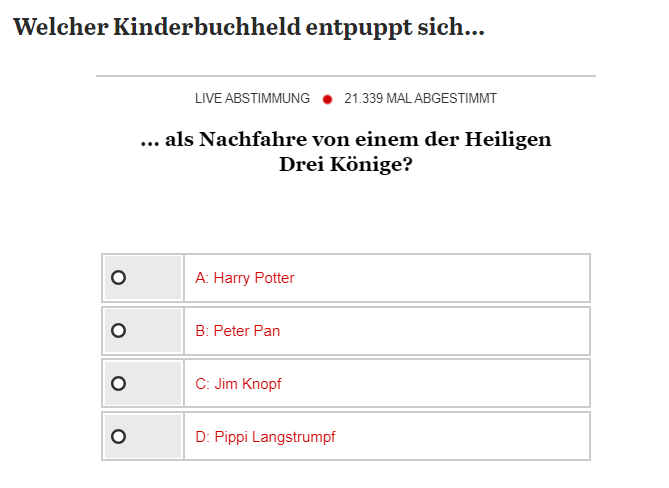 Welcher Kinderbuchheld entpuppt sich...
LIVE ABSTIMMUNG ● 21.339 MAL ABGESTIMMT
... als Nachfahre von einem der Heiligen
Drei Könige?
A: Harry Potter
B: Peter Pan
C: Jim Knopf
D: Pippi Langstrumpf